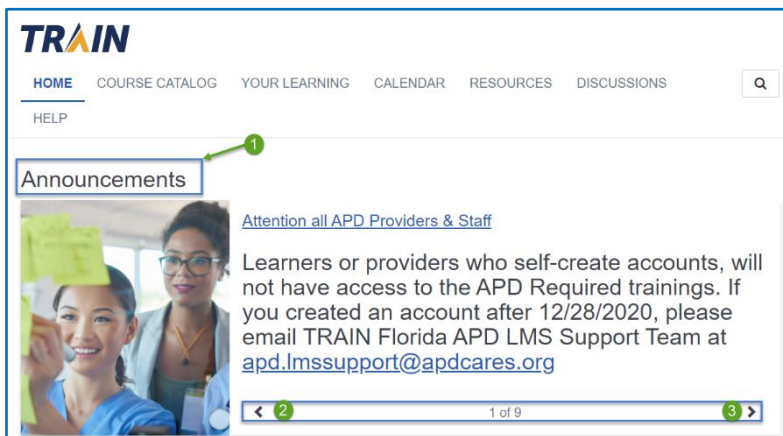 TRAIN
HOME COURSE CATALOG YOUR LEARNING CALENDAR RESOURCES DISCUSSIONS
HELP
1
Announcements
Attention all APD Providers & Staff
Learners or providers who self-create accounts, will
not have access to the APD Required trainings. If
you created an account after 12/28/2020, please
email TRAIN Florida APD LMS Support Team at
apd.lmssupport@apdcares.org
< 2 1 of 9 3 >